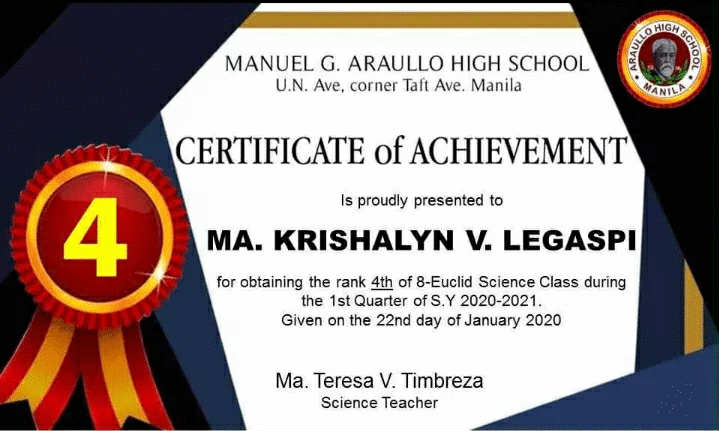 MANUEL G. ARAULLO HIGH SCHOOL
U.N. Ave, corner Taft Ave. Manila
ARAULLO HIGH SCHOOL
• MANILA •
CERTIFICATE of ACHIEVEMENT
Is proudly presented to
4
MA. KRISHALYN V. LEGASPI
for obtaining the rank 4th of 8-Euclid Science Class during
the 1st Quarter of S.Y 2020-2021.
Given on the 22nd day of January 2020
Ma. Teresa V. Timbreza
Science Teacher